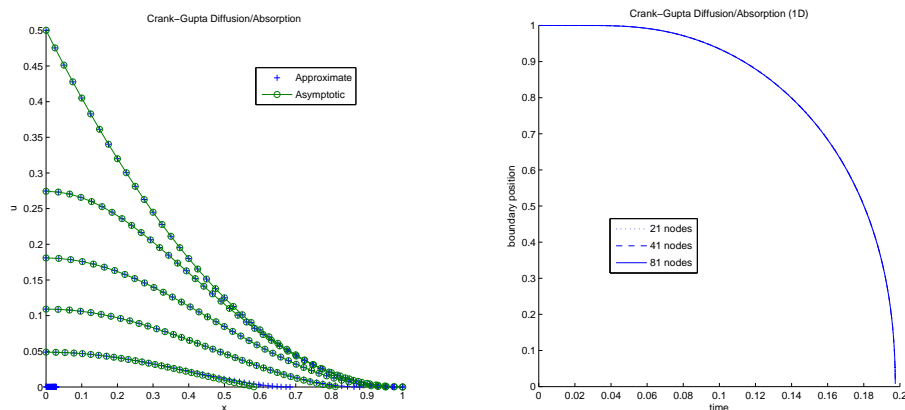 Crank−Gupta Diffusion/Absorption
0.5
0.45
0.4
0.35
0.3
0.25
0.2
0.15
0.1
0.05
0
u
Approximate
Asymptotic
0 0.1 0.2 0.3 0.4 0.5 0.6 0.7 0.8 0.9 1
x
Crank−Gupta Diffusion/Absorption (1D)
1
0.9
0.8
0.7
0.6
0.5
0.4
0.3
0.2
0.1
0
boundary position
21 nodes
41 nodes
81 nodes
0 0.02 0.04 0.06 0.08 0.1 0.12 0.14 0.16 0.18 0.2
time